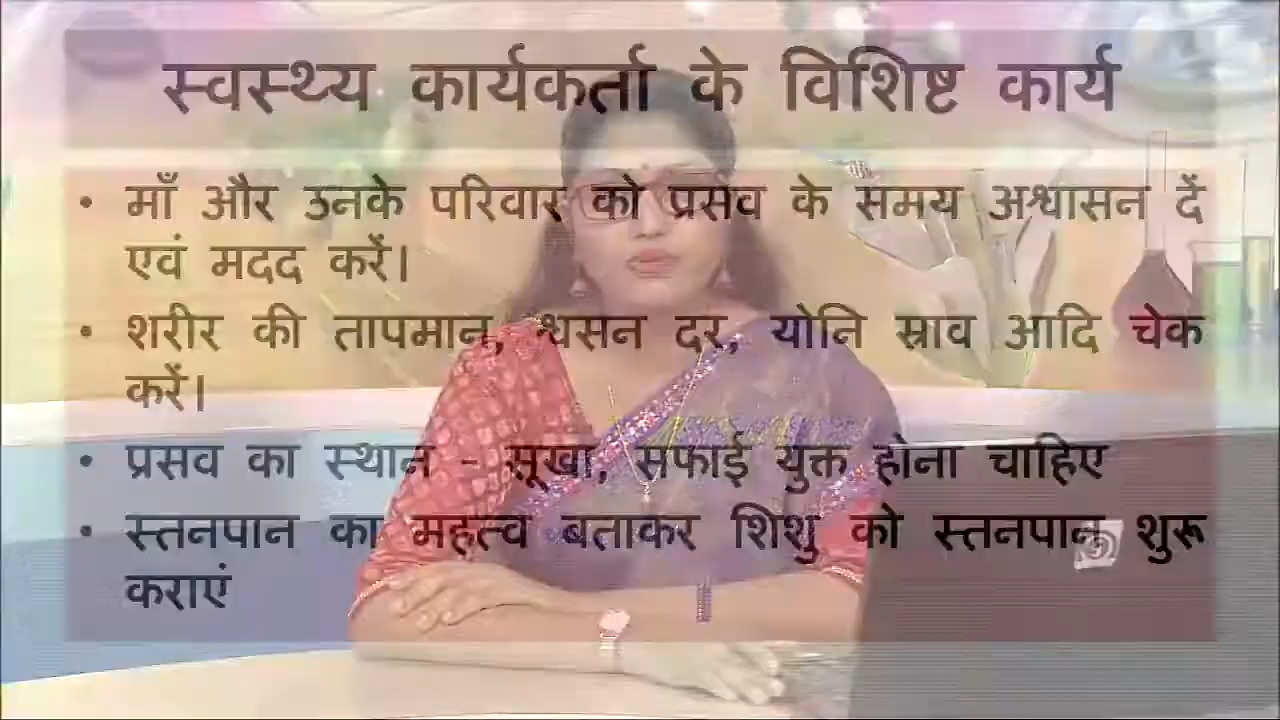 स्वस्थ्य कार्यकर्ता के विशिष्ट कार्य
• माँ और उनके परिवार को प्रसव के समय अश्वासन दें
एवं मदद करें।
• शरीर की तापमान, श्वसन दर, योनि स्राव आदि चेक
करें।
• प्रसव का स्थान - सूखा, सफाई युक्त होना चाहिए
• स्तनपान का महत्व बताकर शिशु को स्तनपान शुरू
कराएं